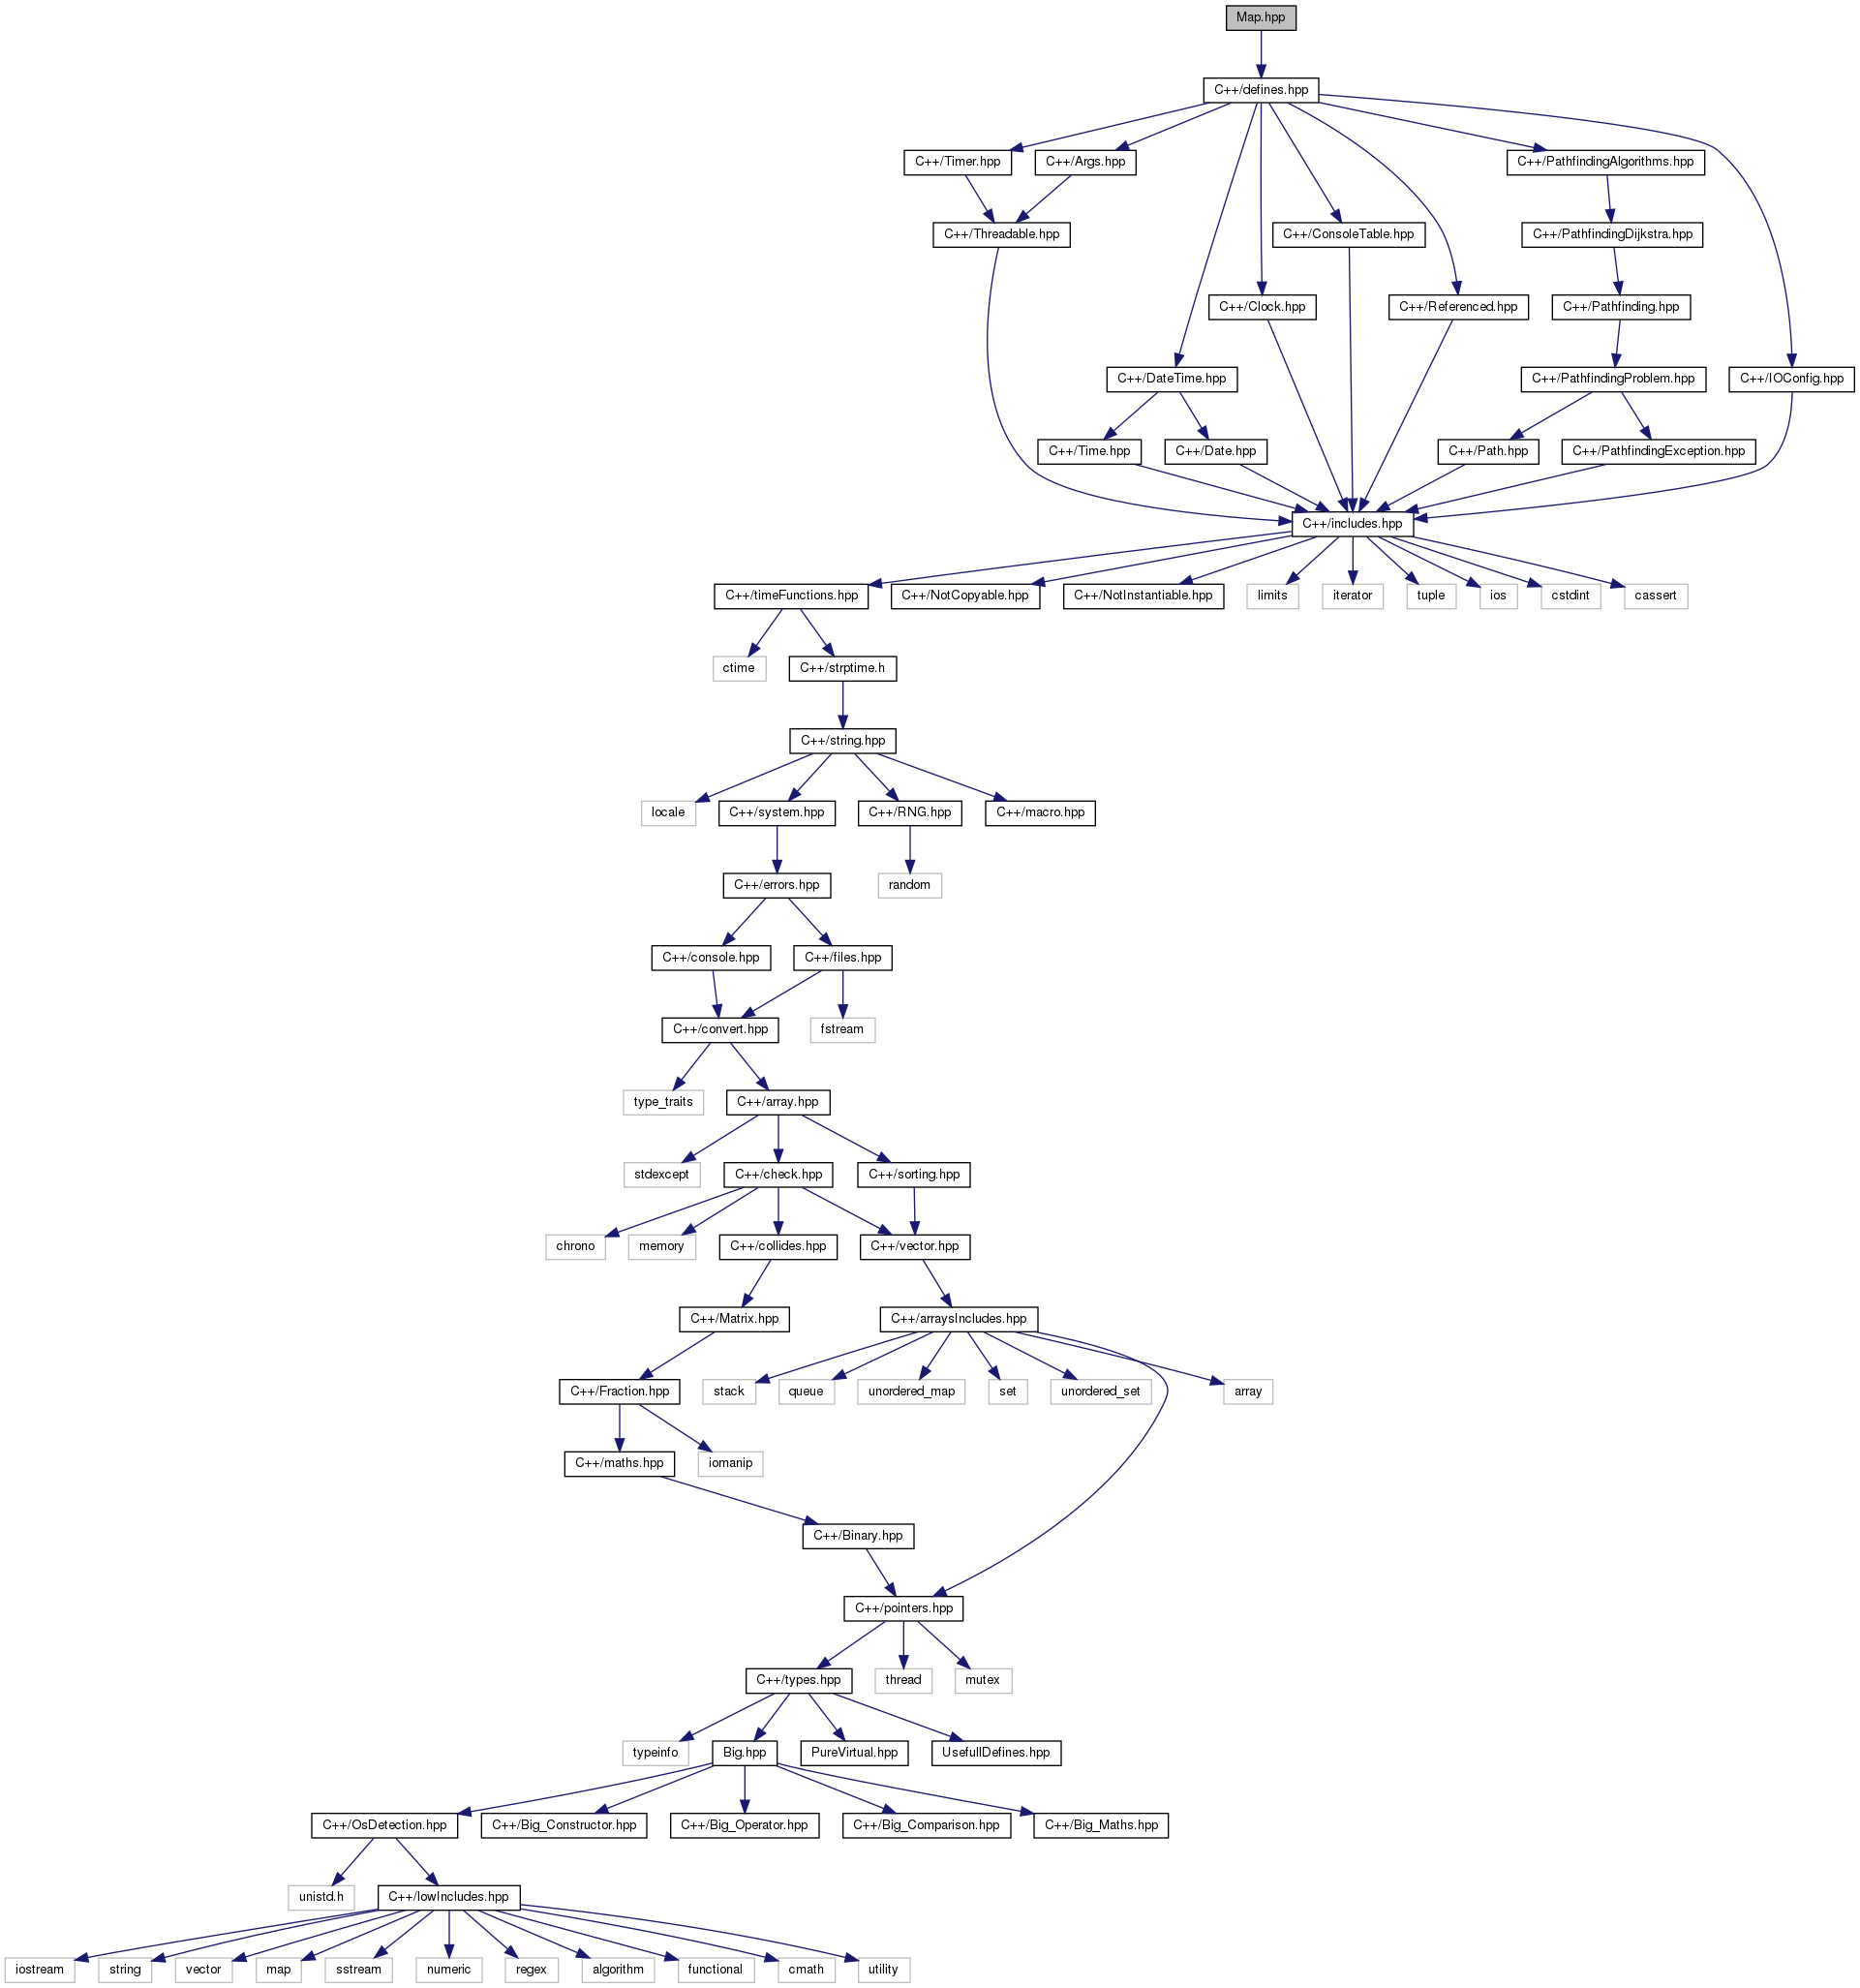 Map.hpp
C++/defines.hpp
C++/Timer.hpp
C++/Args.hpp
C++/PathfindingAlgorithms.hpp
C++/Threadable.hpp
C++/ConsoleTable.hpp
C++/PathfindingDijkstra.hpp
C++/Clock.hpp
C++/Referenced.hpp
C++/Pathfinding.hpp
C++/DateTime.hpp
C++/PathfindingProblem.hpp
C++/IOConfig.hpp
C++/Time.hpp
C++/Date.hpp
C++/Path.hpp
C++/PathfindingException.hpp
C++/includes.hpp
C++/timeFunctions.hpp
C++/NotCopyable.hpp
C++/NotInstantiable.hpp
limits
iterator
tuple
ios
cstdint
cassert
ctime
C++/strptime.h
C++/string.hpp
locale
C++/system.hpp
C++/RNG.hpp
C++/macro.hpp
C++/errors.hpp
random
C++/console.hpp
C++/files.hpp
C++/convert.hpp
fstream
type_traits
C++/array.hpp
stdexcept
C++/check.hpp
C++/sorting.hpp
chrono
memory
C++/collides.hpp
C++/vector.hpp
C++/Matrix.hpp
C++/arraysIncludes.hpp
C++/Fraction.hpp
stack
queue
unordered_map
set
unordered_set
array
C++/maths.hpp
iomanip
C++/Binary.hpp
C++/pointers.hpp
C++/types.hpp
thread
mutex
typeinfo
Big.hpp
PureVirtual.hpp
UsefullDefines.hpp
C++/OsDetection.hpp
C++/Big_Constructor.hpp
C++/Big_Operator.hpp
C++/Big_Comparison.hpp
C++/Big_Maths.hpp
unistd.h
C++/lowIncludes.hpp
iostream
string
vector
map
sstream
numeric
regex
algorithm
functional
cmath
utility